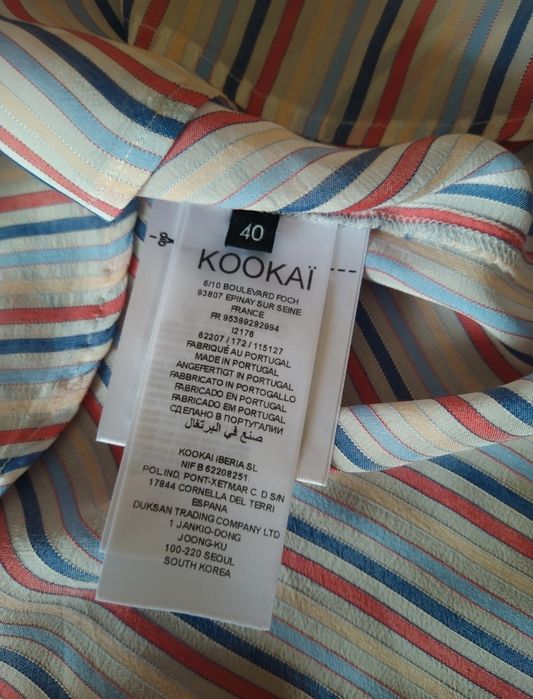 40
KOOKAÏ
5/10 BOULEVARD FOCH
93807 EPINAY SUR SEINE
FRANCE
FR 95399292994
I2176
62207 / 172 / 115127
FABRIQUÉ AU PORTUGAL
MADE IN PORTUGAL
ANGEFERTIGT IN PORTUGAL
FABBRICATO IN PORTOGALLO
FABRICADO EN PORTUGAL
FABRICADO EM PORTUGAL
СДЕЛАНО В ПОРТУГАЛИИ
صنع في البرتغال
KOOKAI IBERIA SL
NIF B 62208251
POL.IND. PONT-XETMAR C. D S/N
17844 CORNELLA DEL TERRI
ESPANA
DUKSAN TRADING COMPANY LTD
1 JANKIO-DONG
JOONG-KU
100-220 SEOUL
SOUTH KOREA